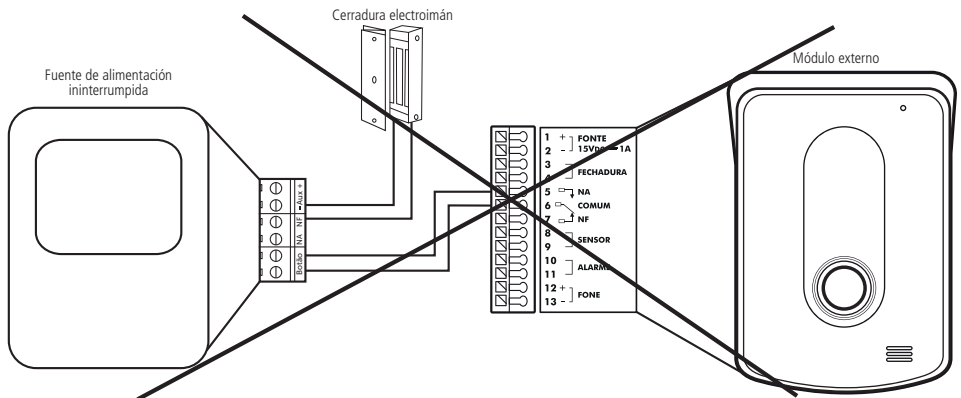 Cerradura electroimán
Fuente de alimentación
ininterrumpida
Módulo externo
Aux +
NF
NA
Botão
1 + FONTE
2 - 15VDC 1A
3
4 FECHADURA
5 NA
6 COMUM
7 NF
8
9 SENSOR
10
11 ALARME
12 +
13 - FONE